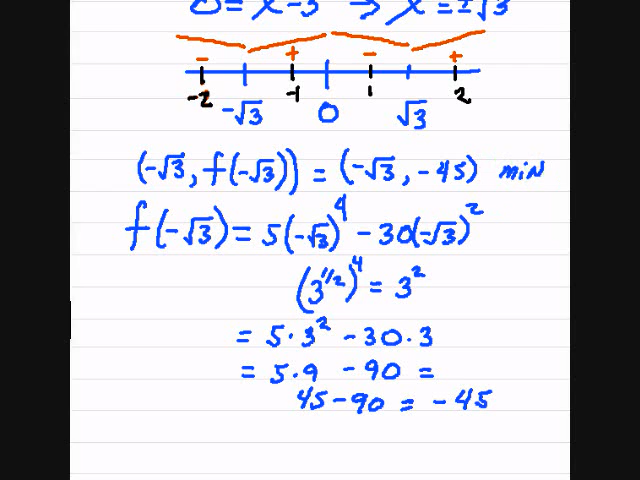 0 = x² - 3 → x = ±√3
- + - +
-2 -√3 -1 0 1 √3 2
(-√3, f(-√3)) = (-√3, -45) min
f(-√3) = 5(-√3)⁴ - 30(-√3)²
(3^1/2)⁴ = 3²
= 5·3² - 30·3
= 5·9 - 90 =
45 - 90 = -45